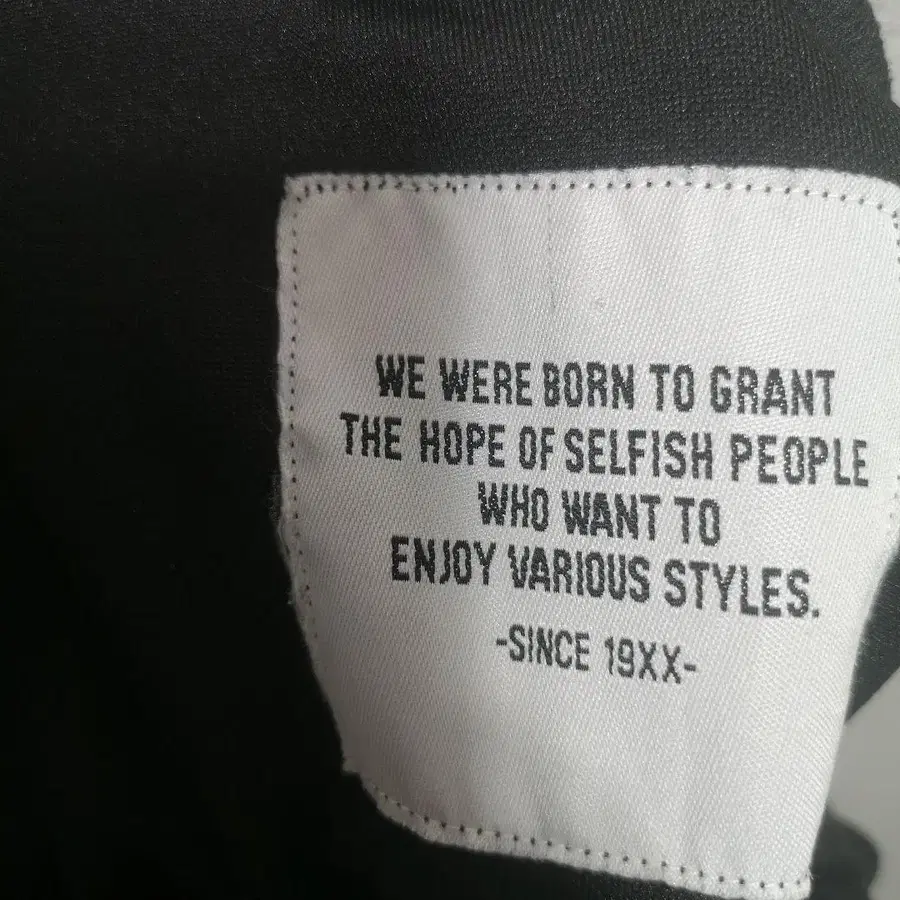 WE WERE BORN TO GRANT
THE HOPE OF SELFISH PEOPLE
WHO WANT TO
ENJOY VARIOUS STYLES.
-SINCE 19XX-